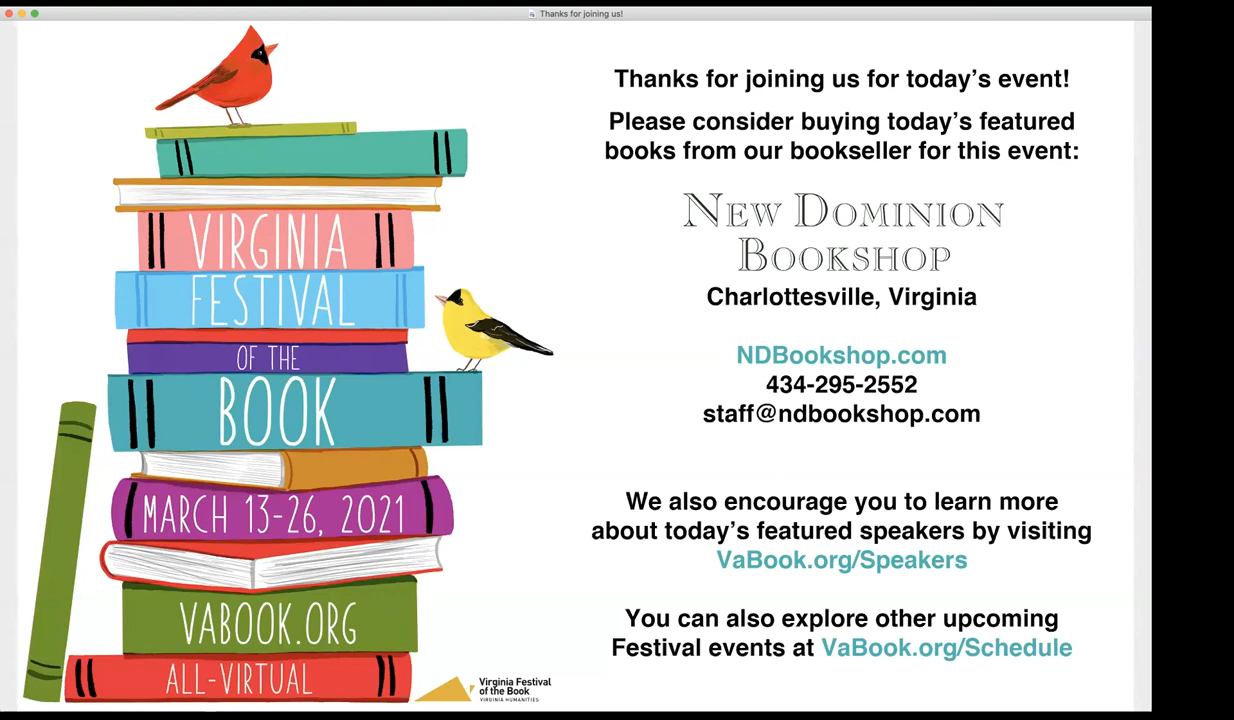 Thanks for joining us!
VIRGINIA
FESTIVAL
OF THE
BOOK
MARCH 13-26, 2021
VABOOK.ORG
ALL-VIRTUAL
Virginia Festival
of the Book
VIRGINIA HUMANITIES
Thanks for joining us for today's event!
Please consider buying today's featured
books from our bookseller for this event:
NEW DOMINION
BOOKSHOP
Charlottesville, Virginia
NDBookshop.com
434-295-2552
staff@ndbookshop.com
We also encourage you to learn more
about today's featured speakers by visiting
VaBook.org/Speakers
You can also explore other upcoming
Festival events at VaBook.org/Schedule